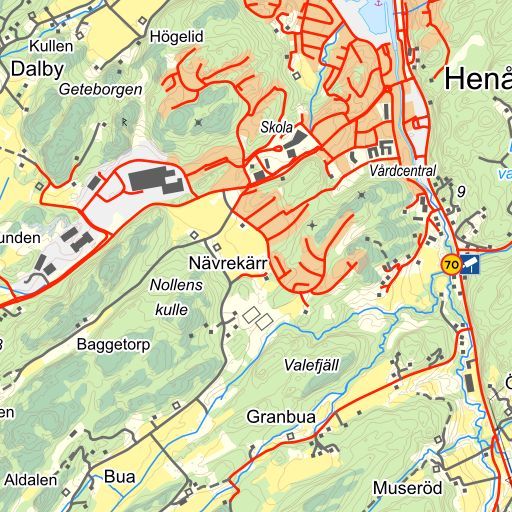 Högelid
Kullen
Dalby
Henå
Geteborgen
Skola
Vårdcentral
9
unden
Nävrekärr
70
Nollens
kulle
Baggetorp
Valefjäll
Granbua
en
Aldalen
Bua
Museröd